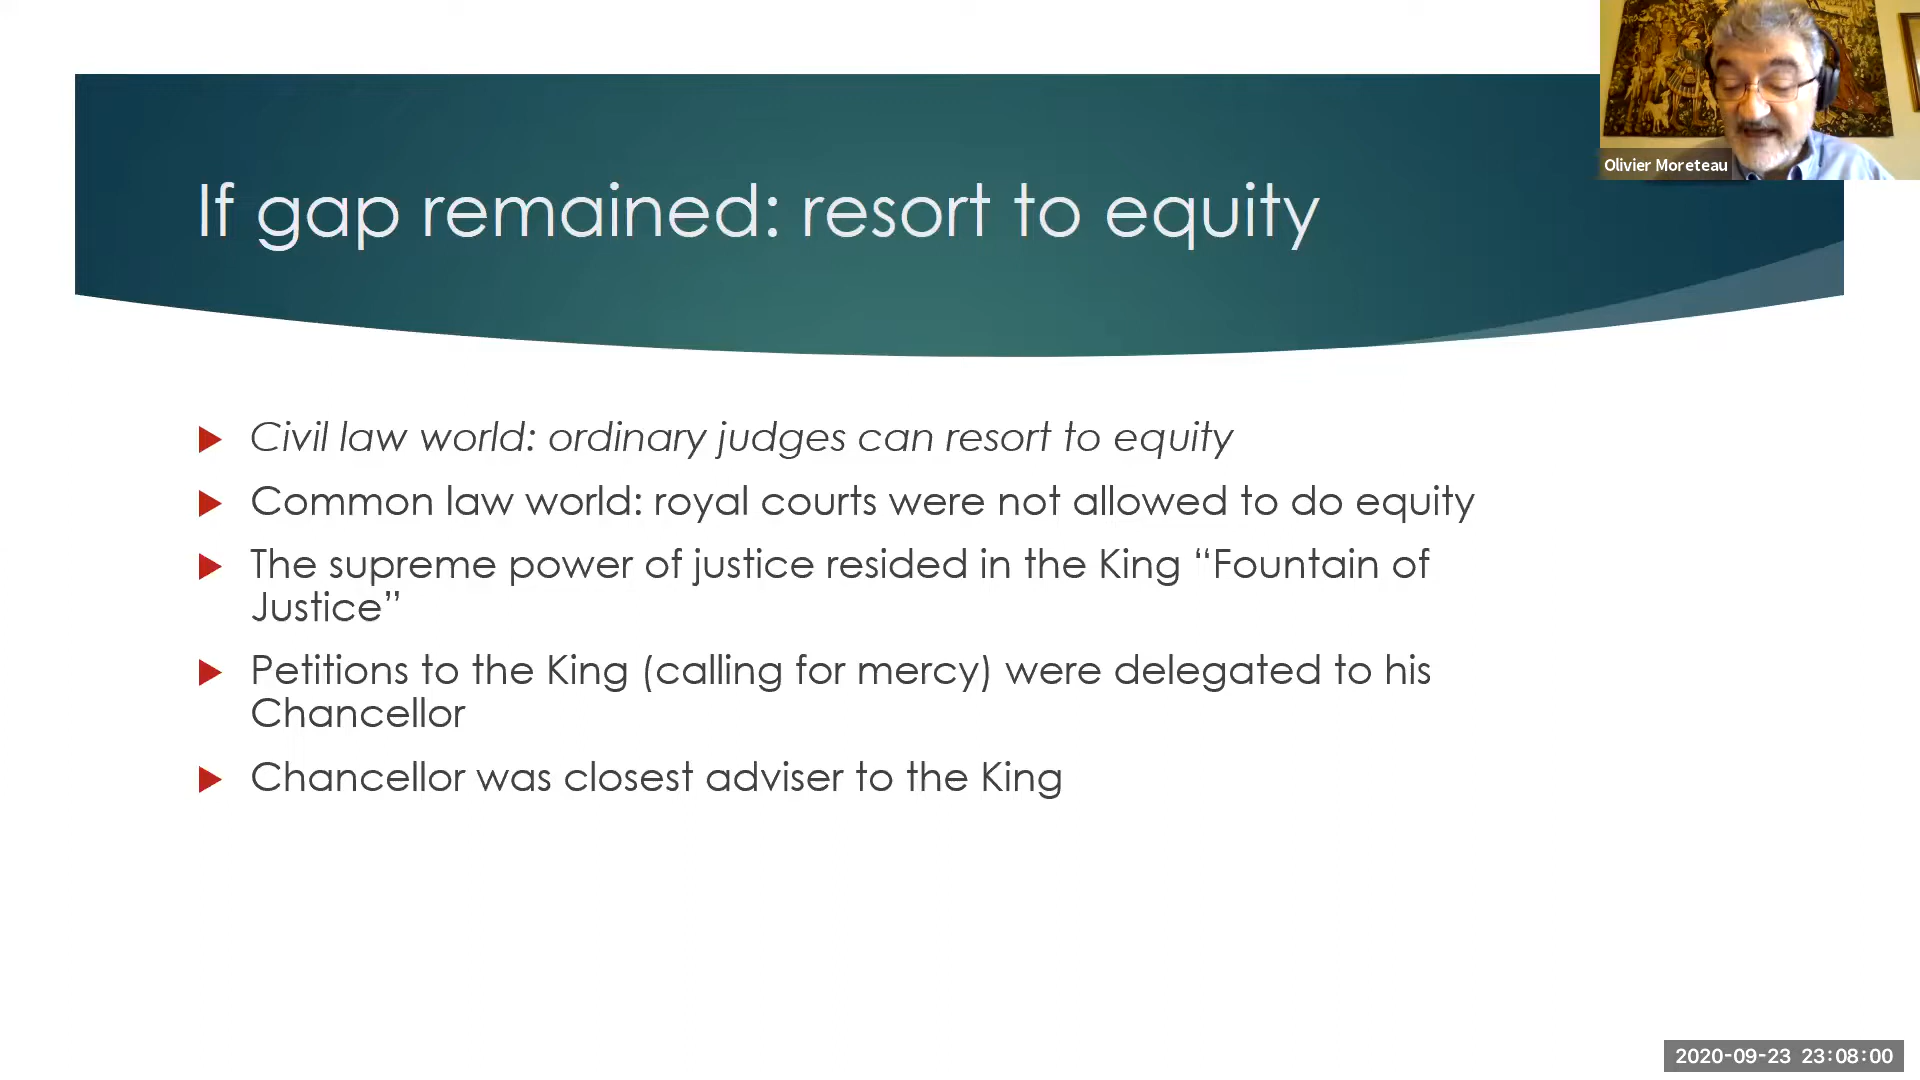 Olivier Moreteau
If gap remained: resort to equity
Civil law world: ordinary judges can resort to equity
Common law world: royal courts were not allowed to do equity
The supreme power of justice resided in the King “Fountain of
Justice”
Petitions to the King (calling for mercy) were delegated to his
Chancellor
Chancellor was closest adviser to the King
2020-09-23 23:08:00